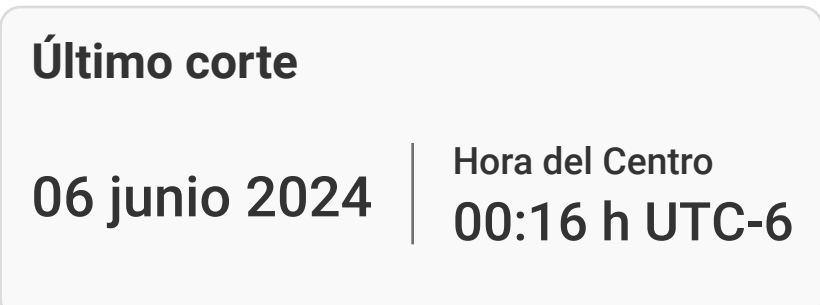 Último corte
06 junio 2024
Hora del Centro
00:16 h UTC-6